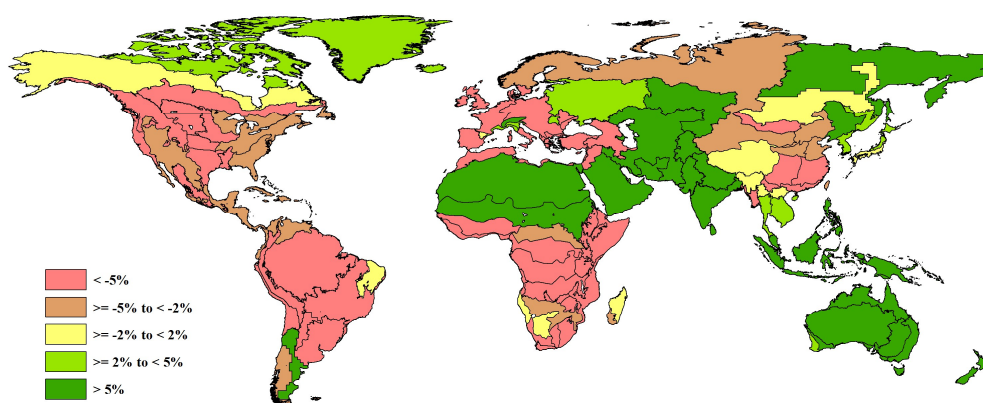 < -5%
>= -5% to < -2%
>= -2% to < 2%
>= 2% to < 5%
> 5%